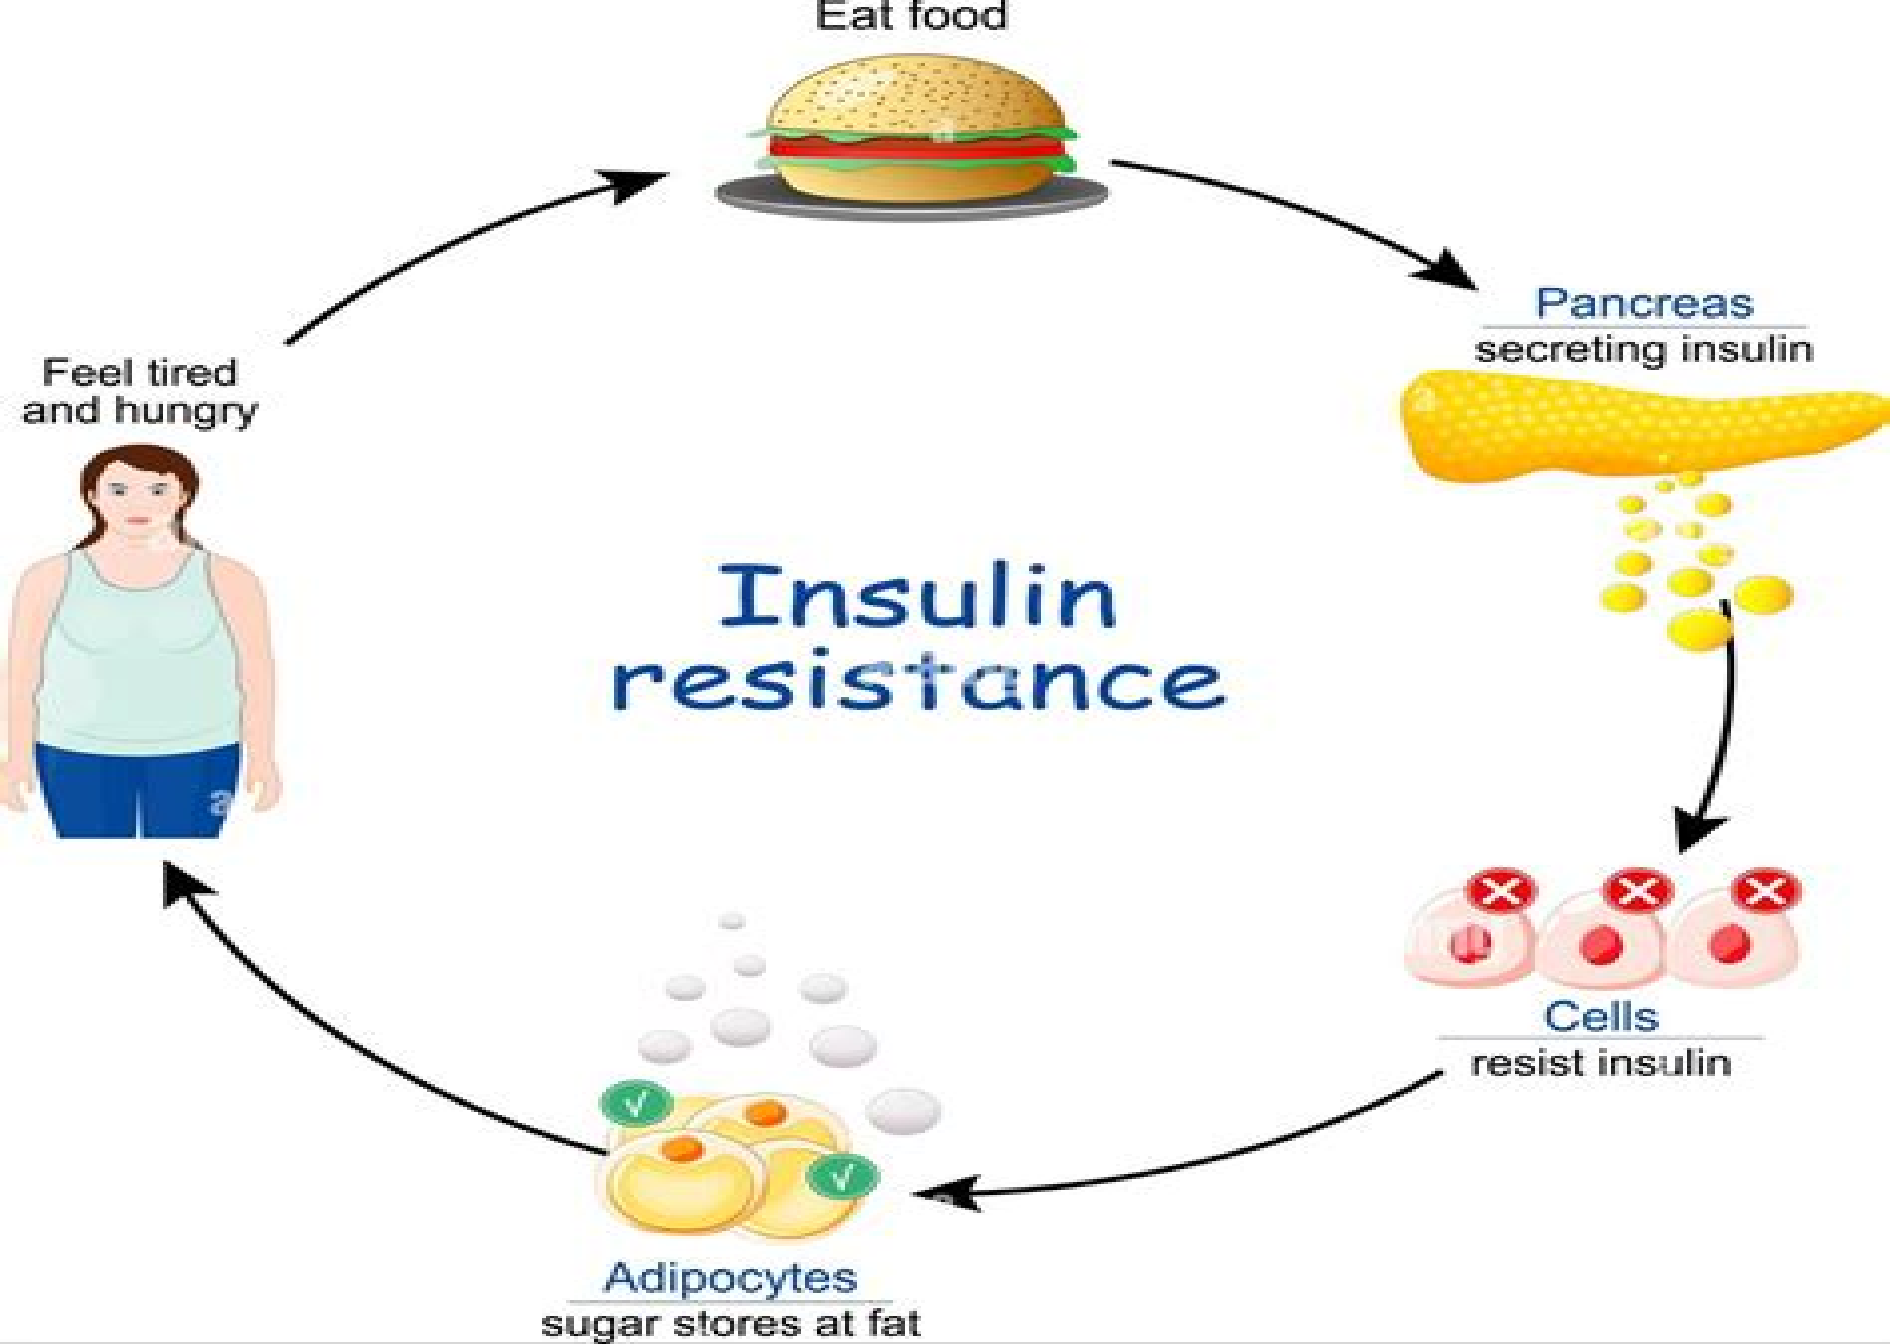 Eat food
Pancreas
secreting insulin
Feel tired
and hungry
Insulin
resistance
Cells
resist insulin
Adipocytes
sugar stores at fat